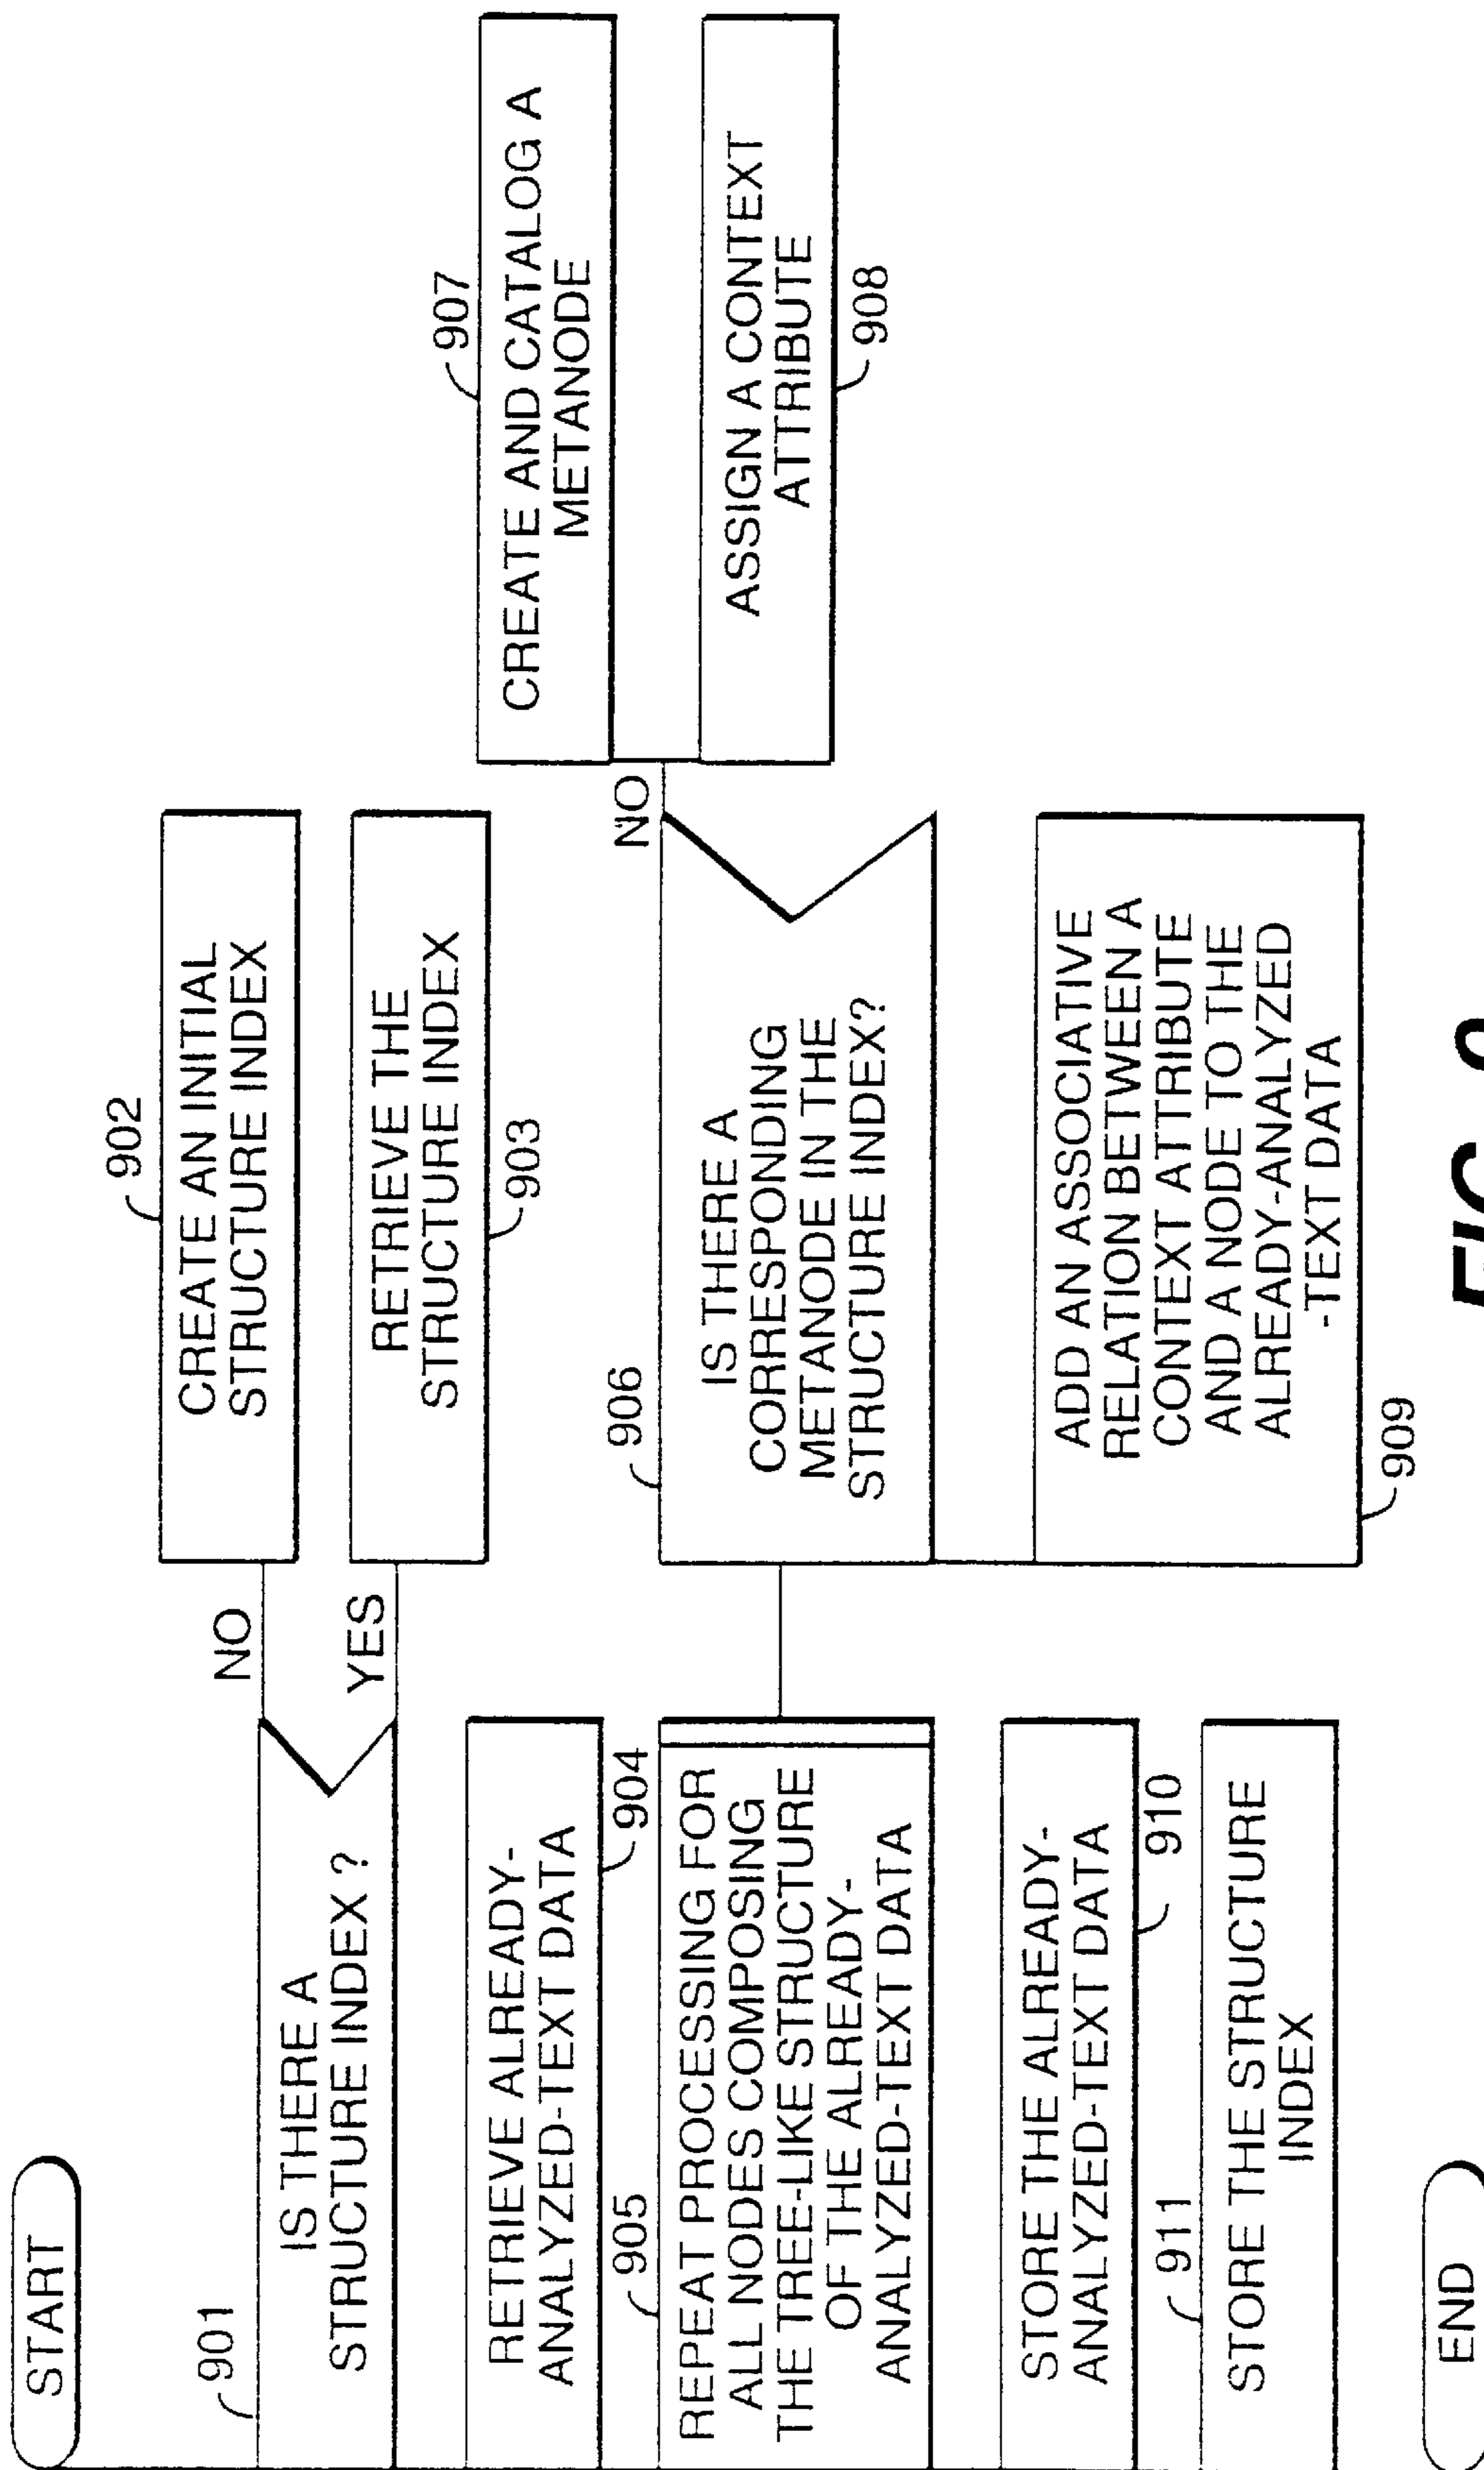 START
901
IS THERE A
STRUCTURE INDEX ?
NO
YES
902
CREATE AN INITIAL
STRUCTURE INDEX
RETRIEVE THE
STRUCTURE INDEX
903
RETRIEVE ALREADY-
ANALYZED-TEXT DATA
904
905
REPEAT PROCESSING FOR
ALL NODES COMPOSING
THE TREE-LIKE STRUCTURE
OF THE ALREADY-
ANALYZED-TEXT DATA
906
IS THERE A
CORRESPONDING
METANODE IN THE
STRUCTURE INDEX?
NO
907
CREATE AND CATALOG A
METANODE
ASSIGN A CONTEXT
ATTRIBUTE
908
ADD AN ASSOCIATIVE
RELATION BETWEEN A
CONTEXT ATTRIBUTE
AND A NODE TO THE
ALREADY-ANALYZED
-TEXT DATA
909
STORE THE ALREADY-
ANALYZED-TEXT DATA
910
911
STORE THE STRUCTURE
INDEX
END
FIG.